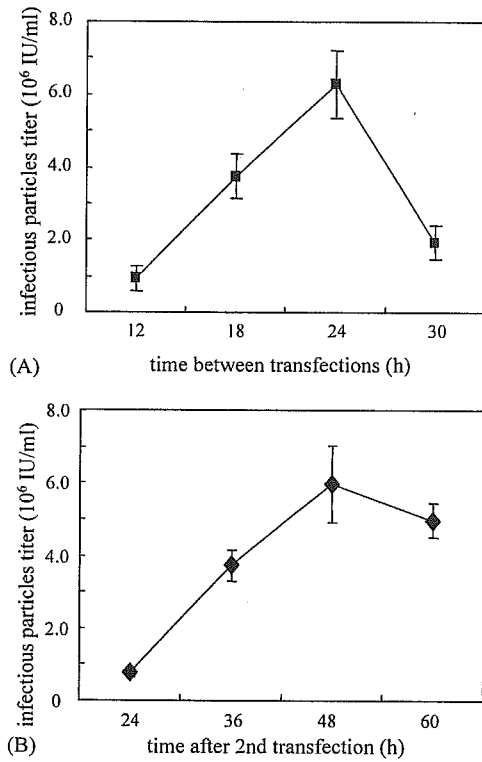 8.0
6.0
4.0
2.0
0
infectious particles titer (10⁶ IU/ml)
12 18 24 30
(A) time between transfections (h)
8.0
6.0
4.0
2.0
0
infectious particles titer (10⁶ IU/ml)
24 36 48 60
(B) time after 2nd transfection (h)